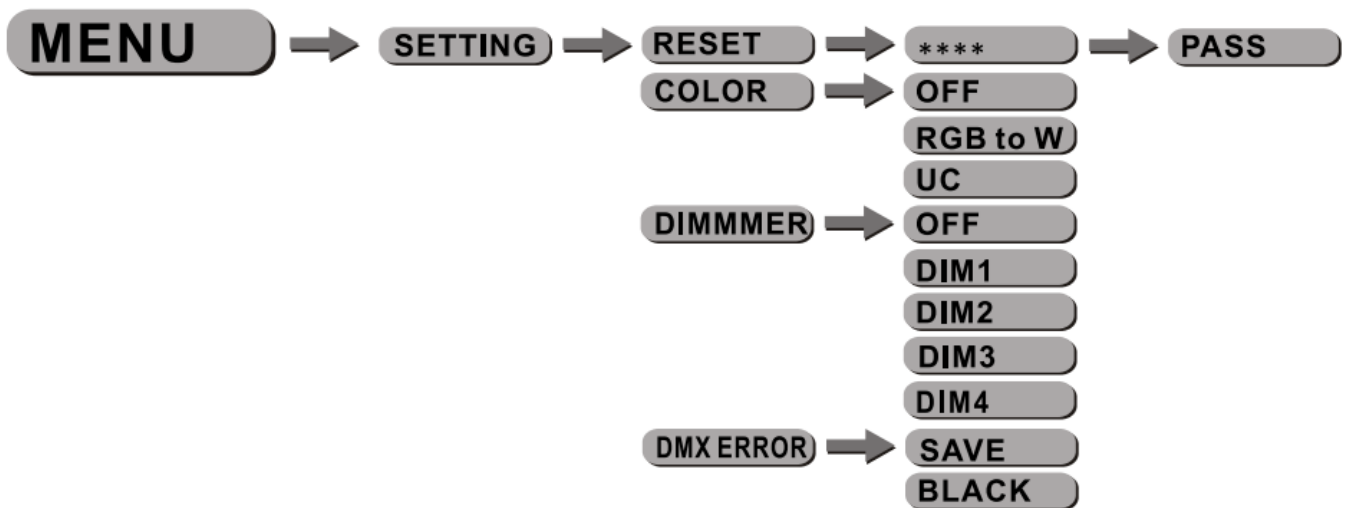 MENU SETTING RESET **** PASS
COLOR OFF
RGB to W
UC
DIMMMER OFF
DIM1
DIM2
DIM3
DIM4
DMX ERROR SAVE
BLACK